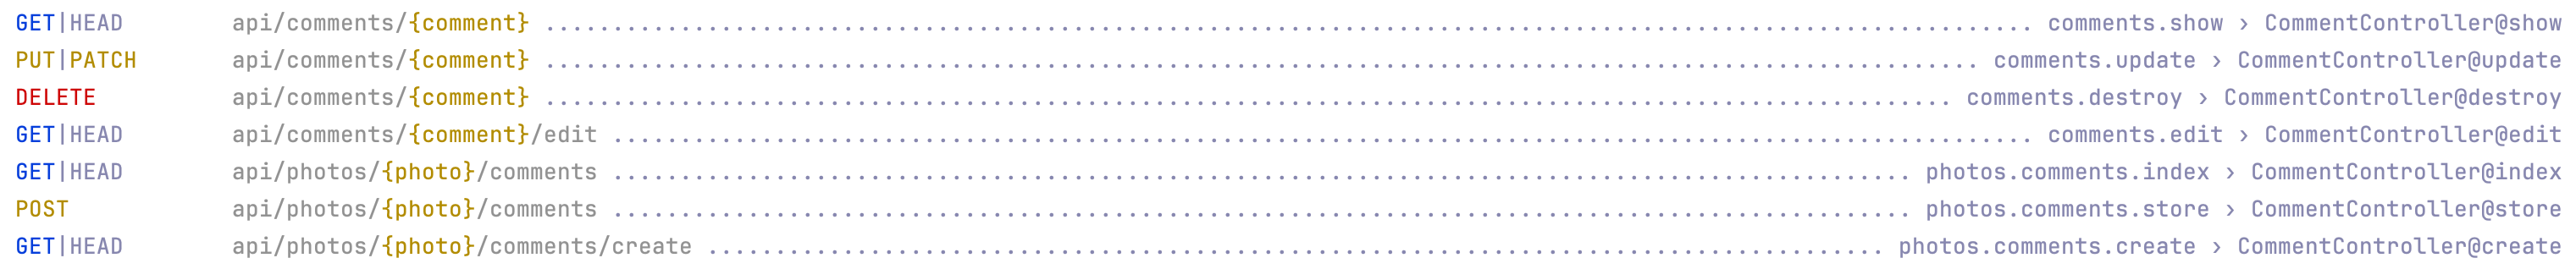 GET|HEAD api/comments/{comment} .............................................................................................................. comments.show › CommentController@show
PUT|PATCH api/comments/{comment} .......................................................................................................... comments.update › CommentController@update
DELETE api/comments/{comment} ........................................................................................................ comments.destroy › CommentController@destroy
GET|HEAD api/comments/{comment}/edit ......................................................................................................... comments.edit › CommentController@edit
GET|HEAD api/photos/{photo}/comments ................................................................................................ photos.comments.index › CommentController@index
POST api/photos/{photo}/comments ................................................................................................ photos.comments.store › CommentController@store
GET|HEAD api/photos/{photo}/comments/create ....................................................................................... photos.comments.create › CommentController@create